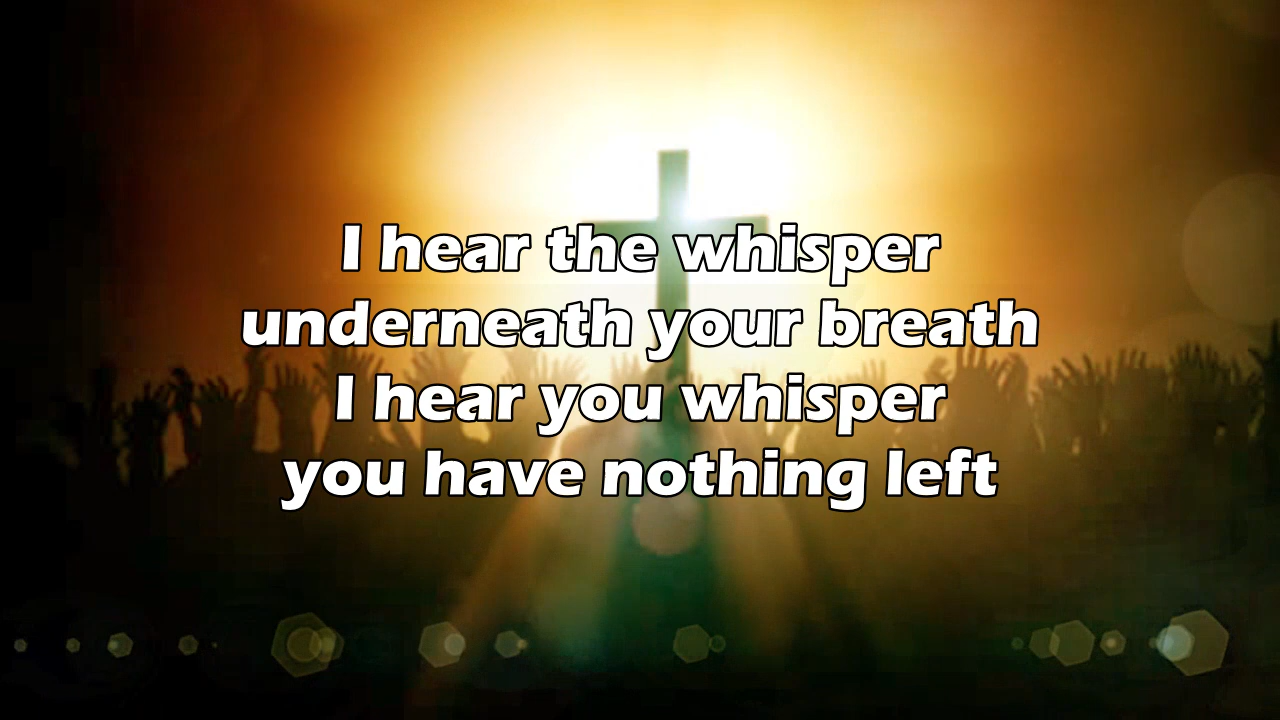 I hear the whisper
underneath your breath
I hear you whisper
you have nothing left